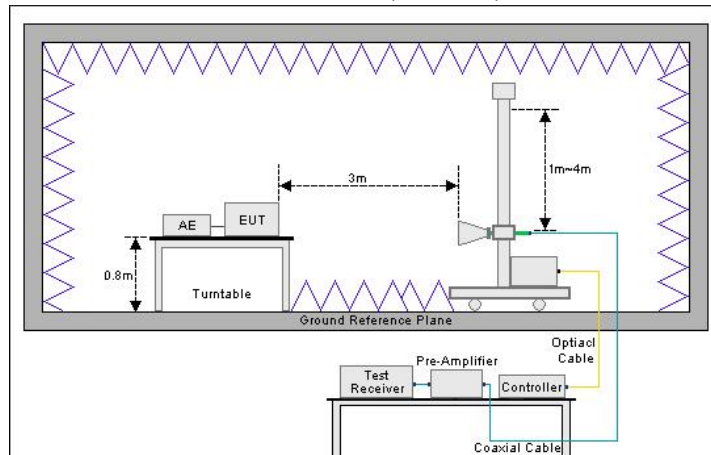 3m
1m~4m
AE
EUT
0.8m
Turntable
Ground Reference Plane
Optiacl
Cable
Pre-Amplifier
Test
Receiver
Controller
Coaxial Cable